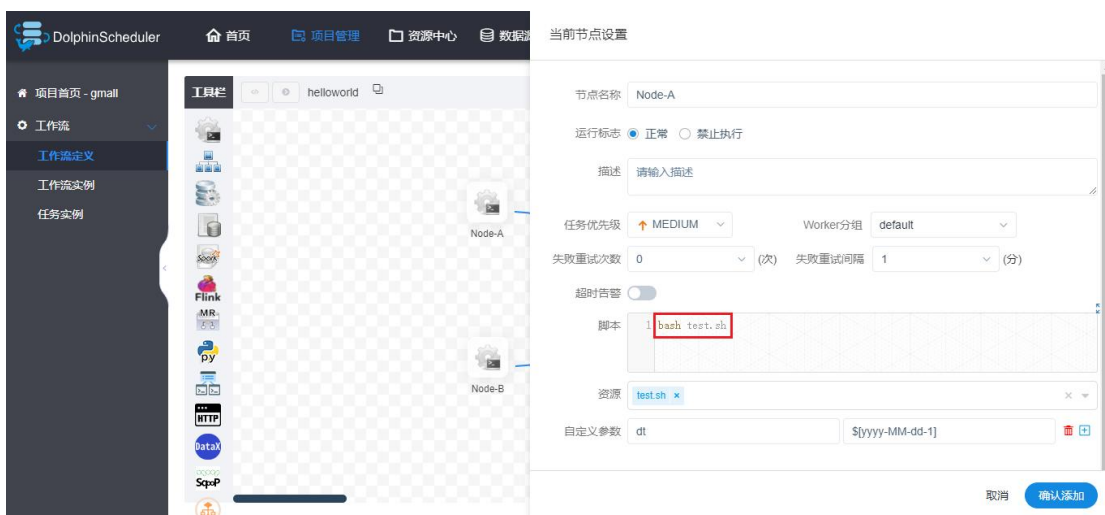 DolphinScheduler
首页
项目管理
资源中心
数据源
当前节点设置
项目首页 - gmall
工作流
工作流定义
工作流实例
任务实例
工具栏
helloworld
Spark
Flink
MR
py
HTTP
DataX
Sqoop
Node-A
Node-B
节点名称 Node-A
运行标志 正常 禁止执行
描述 请输入描述
任务优先级 MEDIUM Worker分组 default
失败重试次数 0 (次) 失败重试间隔 1 (分)
超时告警
脚本 1 bash test.sh
资源 test.sh ×
自定义参数 dt $[yyyy-MM-dd-1]
取消 确认添加